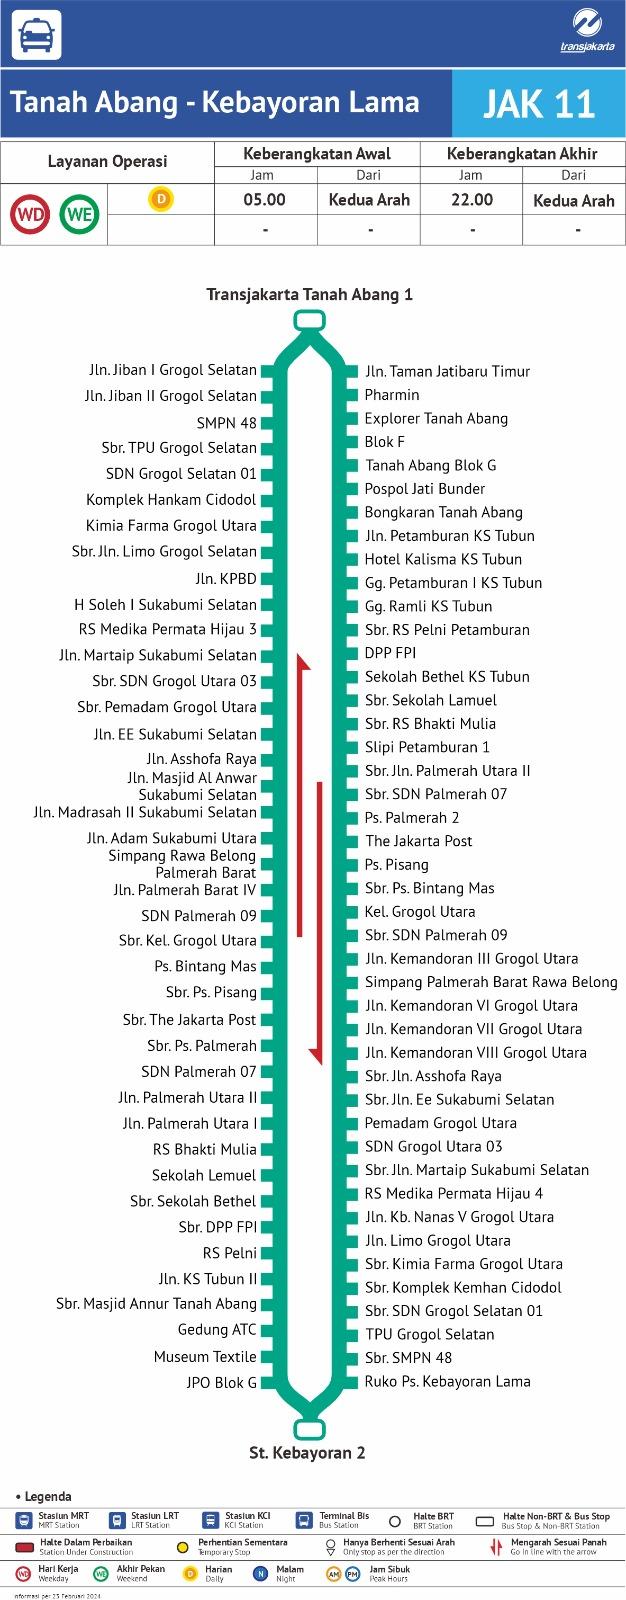 transjakarta
Tanah Abang - Kebayoran Lama
JAK 11
Layanan Operasi
Keberangkatan Awal
Keberangkatan Akhir
Jam
Dari
Jam
Dari
WD
WE
D
05.00
Kedua Arah
22.00
Kedua Arah
-
-
-
-
Transjakarta Tanah Abang 1
Jln. Jiban I Grogol Selatan
Jln. Jiban II Grogol Selatan
SMPN 48
Sbr. TPU Grogol Selatan
SDN Grogol Selatan 01
Komplek Hankam Cidodol
Kimia Farma Grogol Utara
Sbr. Jln. Limo Grogol Selatan
Jln. KPBD
H Soleh I Sukabumi Selatan
RS Medika Permata Hijau 3
Jln. Martaip Sukabumi Selatan
Sbr. SDN Grogol Utara 03
Sbr. Pemadam Grogol Utara
Jln. EE Sukabumi Selatan
Jln. Asshofa Raya
Jln. Masjid Al Anwar
Sukabumi Selatan
Jln. Madrasah II Sukabumi Selatan
Jln. Adam Sukabumi Utara
Simpang Rawa Belong
Palmerah Barat
Jln. Palmerah Barat IV
SDN Palmerah 09
Sbr. Kel. Grogol Utara
Ps. Bintang Mas
Sbr. Ps. Pisang
Sbr. The Jakarta Post
Sbr. Ps. Palmerah
SDN Palmerah 07
Jln. Palmerah Utara II
Jln. Palmerah Utara I
RS Bhakti Mulia
Sekolah Lemuel
Sbr. Sekolah Bethel
Sbr. DPP FPI
RS Pelni
Jln. KS Tubun II
Sbr. Masjid Annur Tanah Abang
Gedung ATC
Museum Textile
JPO Blok G
Jln. Taman Jatibaru Timur
Pharmin
Explorer Tanah Abang
Blok F
Tanah Abang Blok G
Pospol Jati Bunder
Bongkaran Tanah Abang
Jln. Petamburan KS Tubun
Hotel Kalisma KS Tubun
Gg. Petamburan I KS Tubun
Gg. Ramli KS Tubun
Sbr. RS Pelni Petamburan
DPP FPI
Sekolah Bethel KS Tubun
Sbr. Sekolah Lamuel
Sbr. RS Bhakti Mulia
Slipi Petamburan 1
Sbr. Jln. Palmerah Utara II
Sbr. SDN Palmerah 07
Ps. Palmerah 2
The Jakarta Post
Ps. Pisang
Sbr. Ps. Bintang Mas
Kel. Grogol Utara
Sbr. SDN Palmerah 09
Jln. Kemandoran III Grogol Utara
Simpang Palmerah Barat Rawa Belong
Jln. Kemandoran VI Grogol Utara
Jln. Kemandoran VII Grogol Utara
Jln. Kemandoran VIII Grogol Utara
Sbr. Jln. Asshofa Raya
Sbr. Jln. Ee Sukabumi Selatan
Pemadam Grogol Utara
SDN Grogol Utara 03
Sbr. Jln. Martaip Sukabumi Selatan
RS Medika Permata Hijau 4
Jln. Kb. Nanas V Grogol Utara
Jln. Limo Grogol Utara
Sbr. Kimia Farma Grogol Utara
Sbr. Komplek Kemhan Cidodol
Sbr. SDN Grogol Selatan 01
TPU Grogol Selatan
Sbr. SMPN 48
Ruko Ps. Kebayoran Lama
St. Kebayoran 2
• Legenda
Stasiun MRT
MRT Station
Stasiun LRT
LRT Station
Stasiun KCI
KCI Station
Terminal Bis
Bus Station
Halte BRT
BRT Station
Halte Non-BRT & Bus Stop
Bus Stop & Non-BRT Station
Halte Dalam Perbaikan
Station Under Construction
Perhentian Sementara
Temporary Stop
Hanya Berhenti Sesuai Arah
Only stop as per the direction
Mengarah Sesuai Panah
Go in line with the arrow
WD
Hari Kerja
Weekday
WE
Akhir Pekan
Weekend
D
Harian
Daily
N
Malam
Night
AM
PM
Jam Sibuk
Peak Hours
Informasi per 25 Februari 2024